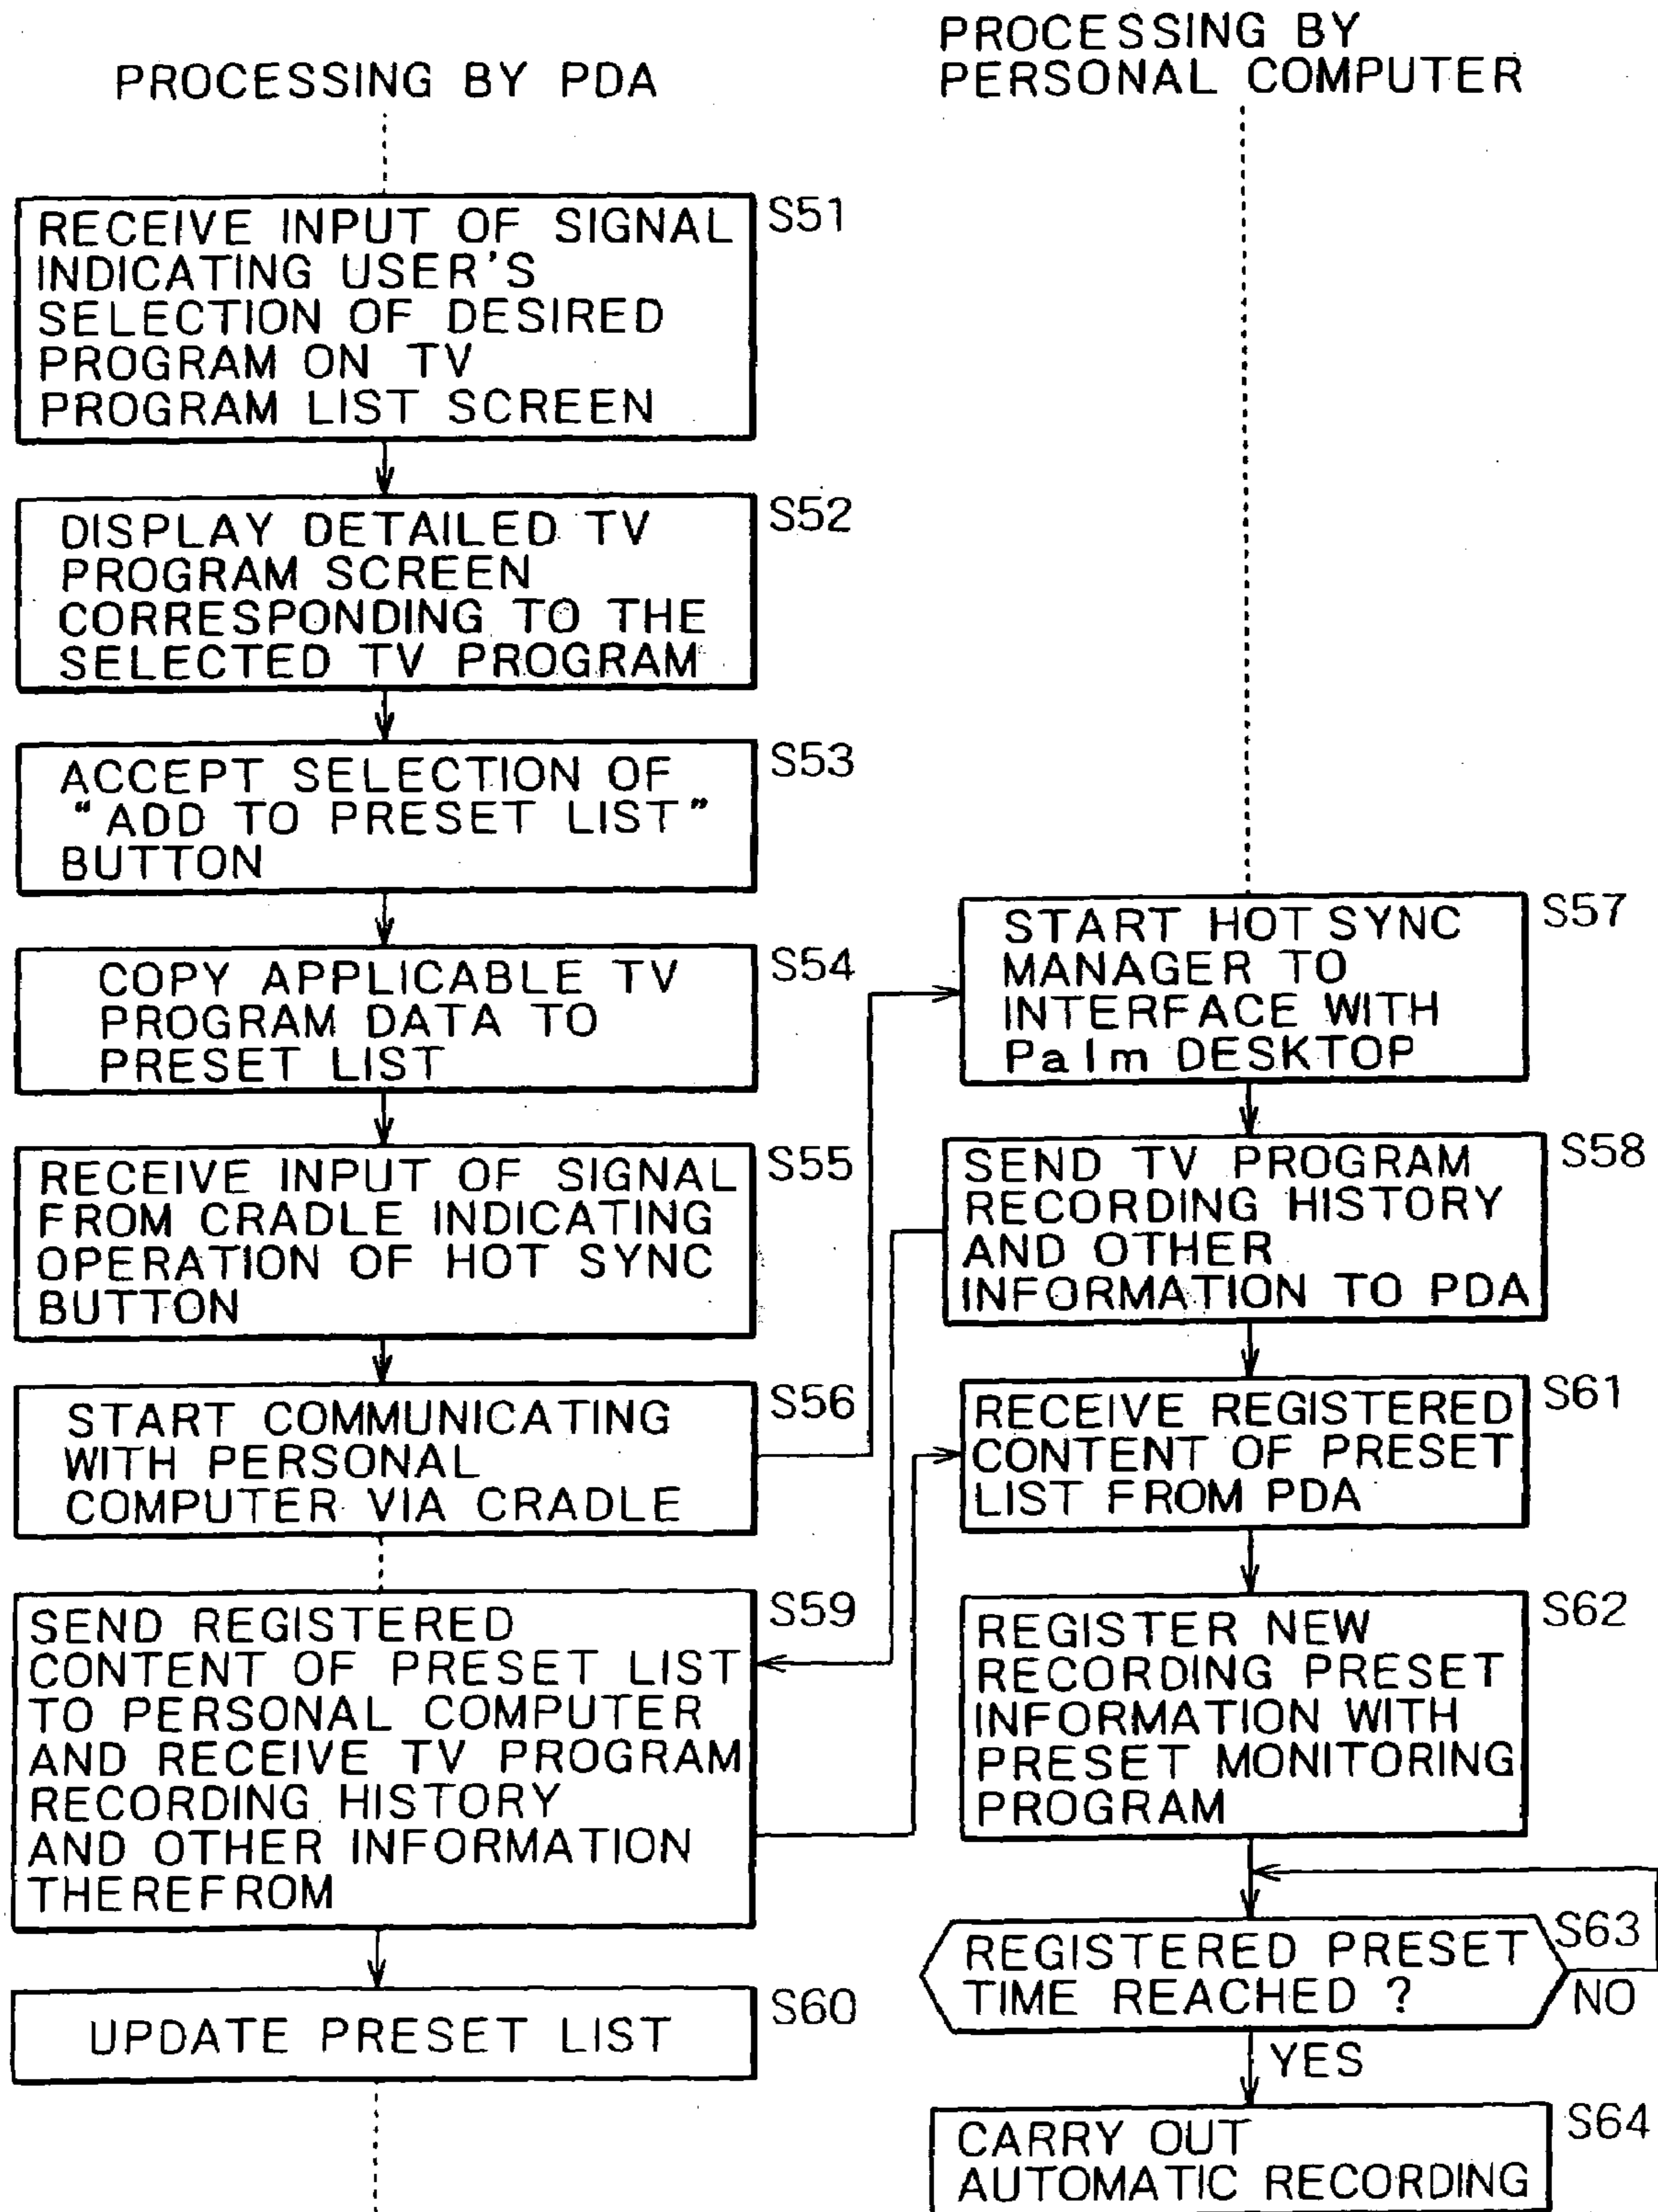 PROCESSING BY PDA
RECEIVE INPUT OF SIGNAL
INDICATING USER'S
SELECTION OF DESIRED
PROGRAM ON TV
PROGRAM LIST SCREEN
S51
DISPLAY DETAILED TV
PROGRAM SCREEN
CORRESPONDING TO THE
SELECTED TV PROGRAM
S52
ACCEPT SELECTION OF
"ADD TO PRESET LIST"
BUTTON
S53
COPY APPLICABLE TV
PROGRAM DATA TO
PRESET LIST
S54
RECEIVE INPUT OF SIGNAL
FROM CRADLE INDICATING
OPERATION OF HOT SYNC
BUTTON
S55
START COMMUNICATING
WITH PERSONAL
COMPUTER VIA CRADLE
S56
SEND REGISTERED
CONTENT OF PRESET LIST
TO PERSONAL COMPUTER
AND RECEIVE TV PROGRAM
RECORDING HISTORY
AND OTHER INFORMATION
THEREFROM
S59
UPDATE PRESET LIST
S60
PROCESSING BY
PERSONAL COMPUTER
START HOT SYNC
MANAGER TO
INTERFACE WITH
Palm DESKTOP
S57
SEND TV PROGRAM
RECORDING HISTORY
AND OTHER
INFORMATION TO PDA
S58
RECEIVE REGISTERED
CONTENT OF PRESET
LIST FROM PDA
S61
REGISTER NEW
RECORDING PRESET
INFORMATION WITH
PRESET MONITORING
PROGRAM
S62
REGISTERED PRESET
TIME REACHED ?
S63
NO
YES
CARRY OUT
AUTOMATIC RECORDING
S64